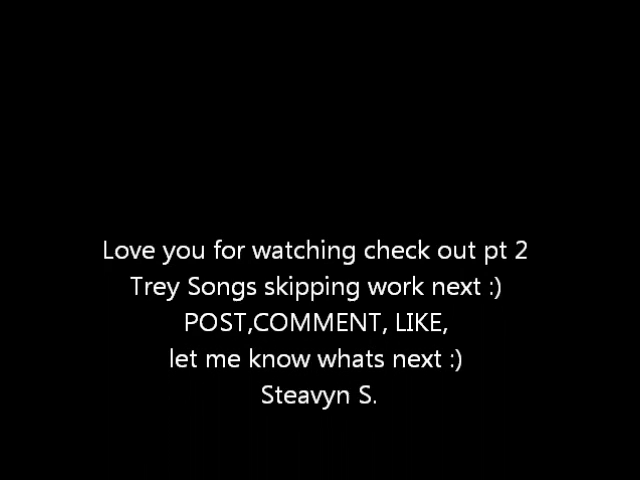 Love you for watching check out pt 2
Trey Songs skipping work next :)
POST,COMMENT, LIKE,
let me know whats next :)
Steavyn S.